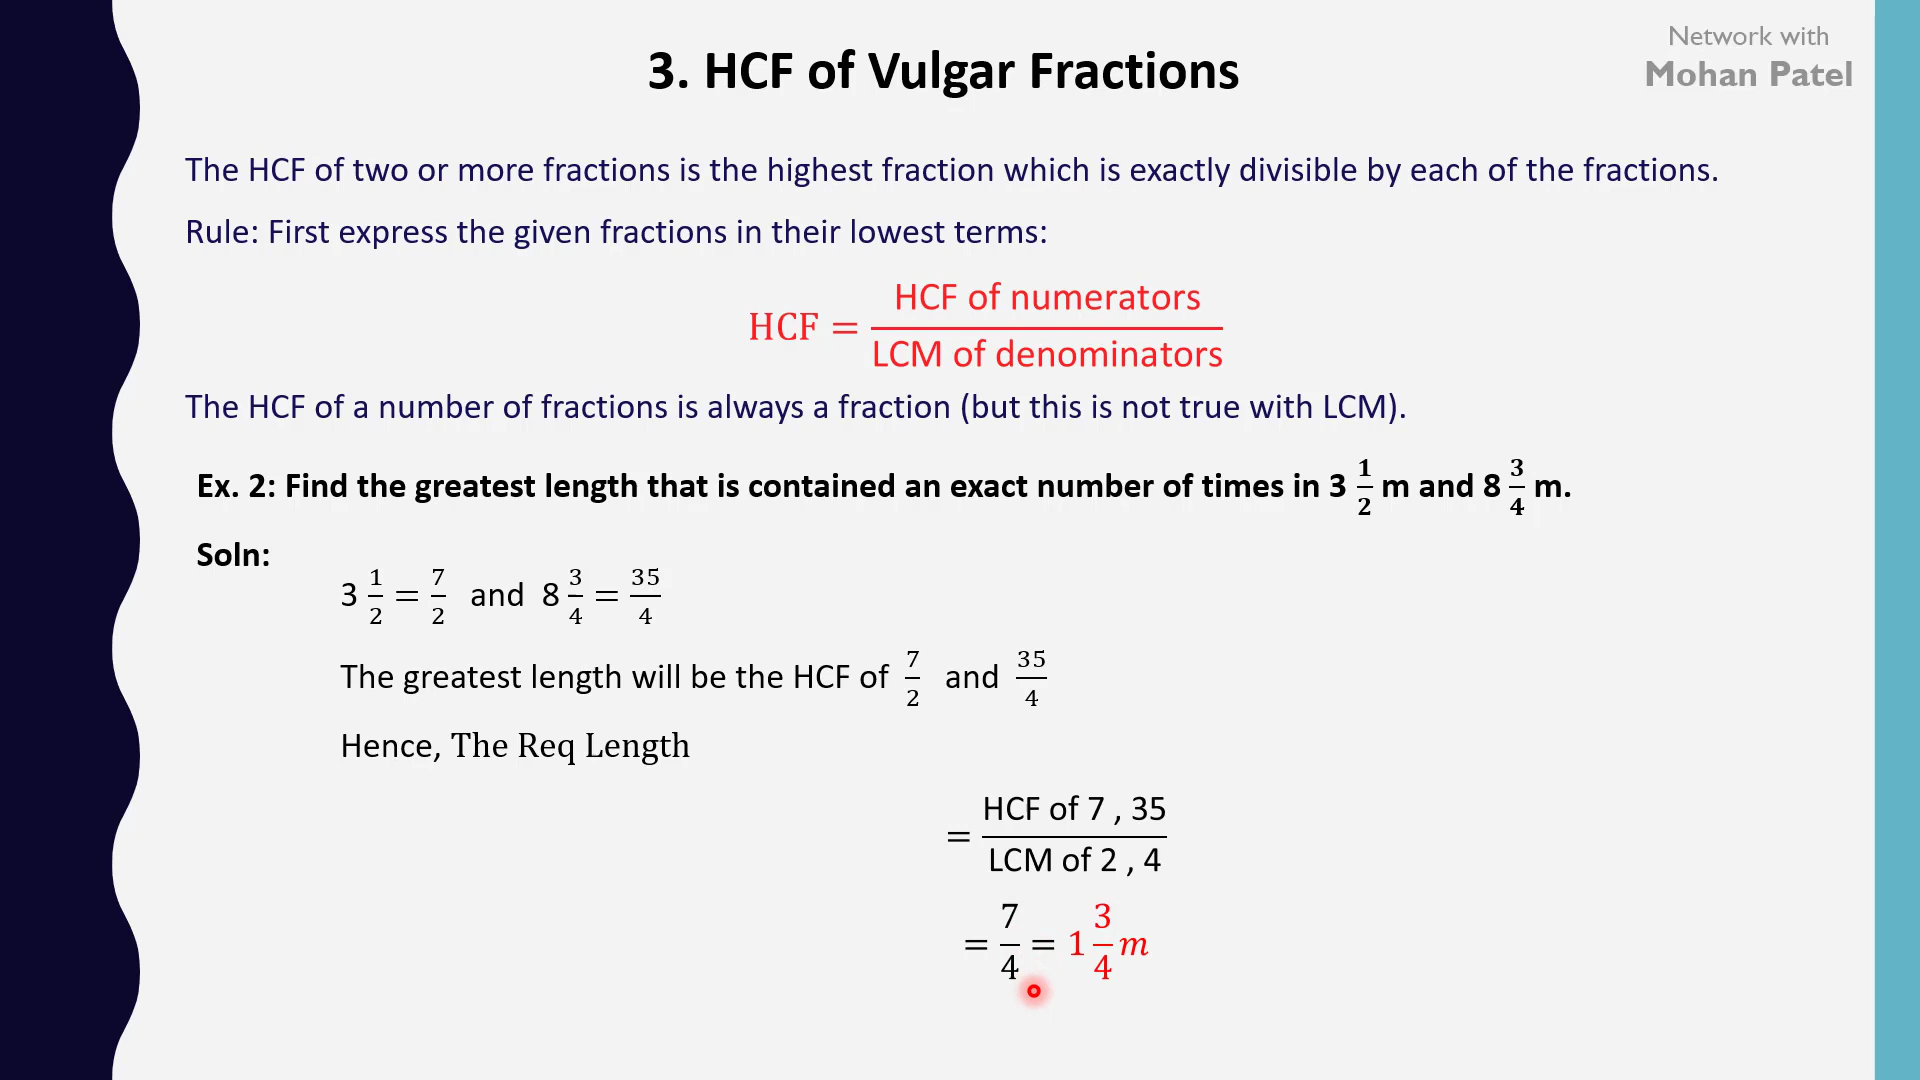 Network with
Mohan Patel
3. HCF of Vulgar Fractions
The HCF of two or more fractions is the highest fraction which is exactly divisible by each of the fractions.
Rule: First express the given fractions in their lowest terms:
HCF = HCF of numerators / LCM of denominators
The HCF of a number of fractions is always a fraction (but this is not true with LCM).
Ex. 2: Find the greatest length that is contained an exact number of times in 3 1/2 m and 8 3/4 m.
Soln:
3 1/2 = 7/2 and 8 3/4 = 35/4
The greatest length will be the HCF of 7/2 and 35/4
Hence, The Req Length
= HCF of 7 , 35 / LCM of 2 , 4
= 7/4 = 1 3/4 m